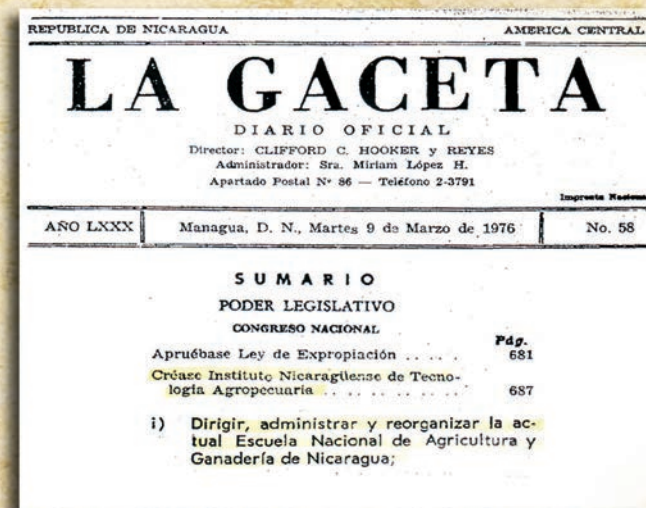 REPUBLICA DE NICARAGUA AMERICA CENTRAL
LA GACETA
DIARIO OFICIAL
Director: CLIFFORD C. HOOKER y REYES
Administrador: Sra. Miriam López H.
Apartado Postal Nº 86 — Teléfono 2-3791
Imprenta Nacional
AÑO LXXX Managua, D. N., Martes 9 de Marzo de 1976 No. 58
SUMARIO
PODER LEGISLATIVO
CONGRESO NACIONAL
Pág.
Apruébase Ley de Expropiación ..... 681
Créase Instituto Nicaragüense de Tecno-
logía Agropecuaria ............ 687
i) Dirigir, administrar y reorganizar la ac-
tual Escuela Nacional de Agricultura y
Ganadería de Nicaragua;